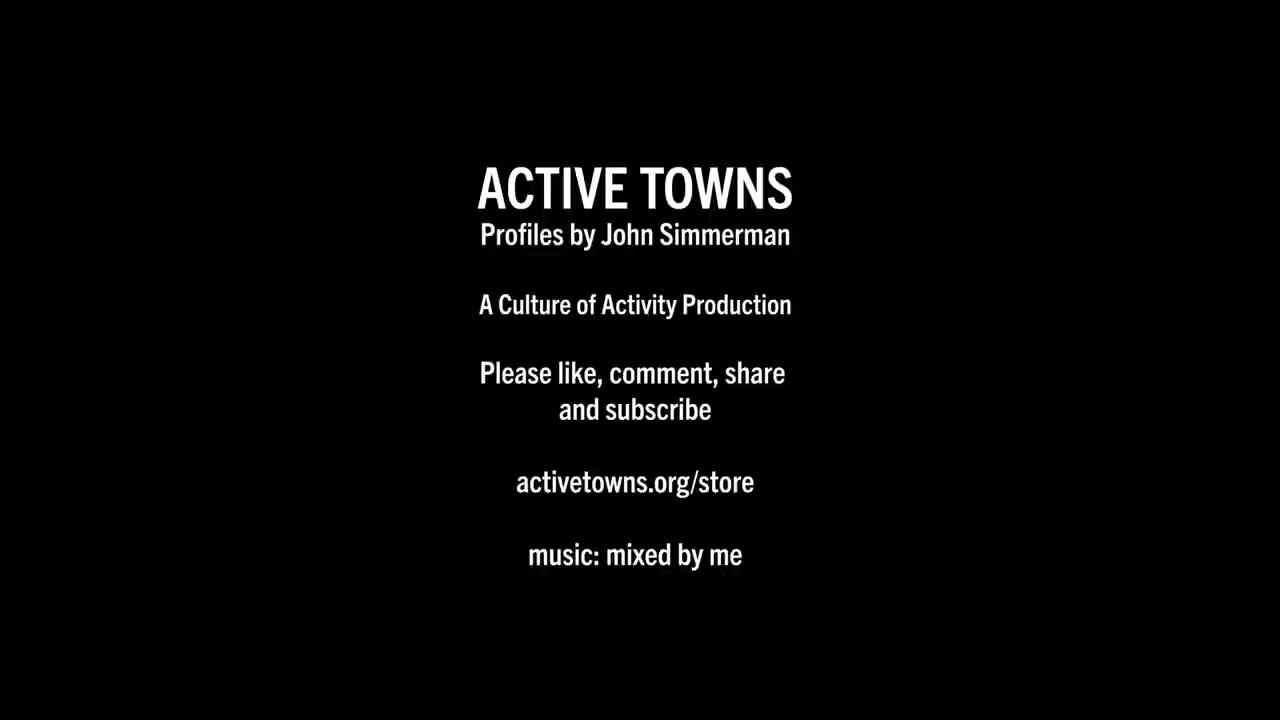 ACTIVE TOWNS
Profiles by John Simmerman
A Culture of Activity Production
Please like, comment, share
and subscribe
activetowns.org/store
music: mixed by me